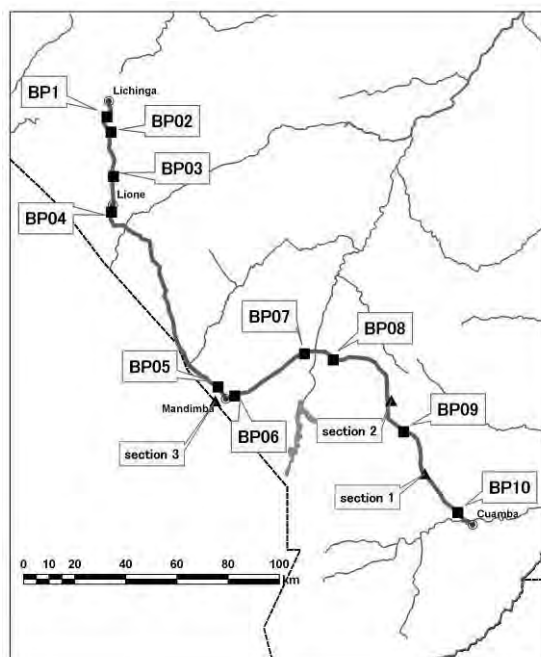 Lichinga
BP1
BP02
BP03
Lione
BP04
BP07
BP08
BP05
Mandimba
BP06
section 2
BP09
section 3
section 1
BP10
Cuamba
0 10 20 40 60 80 100
km